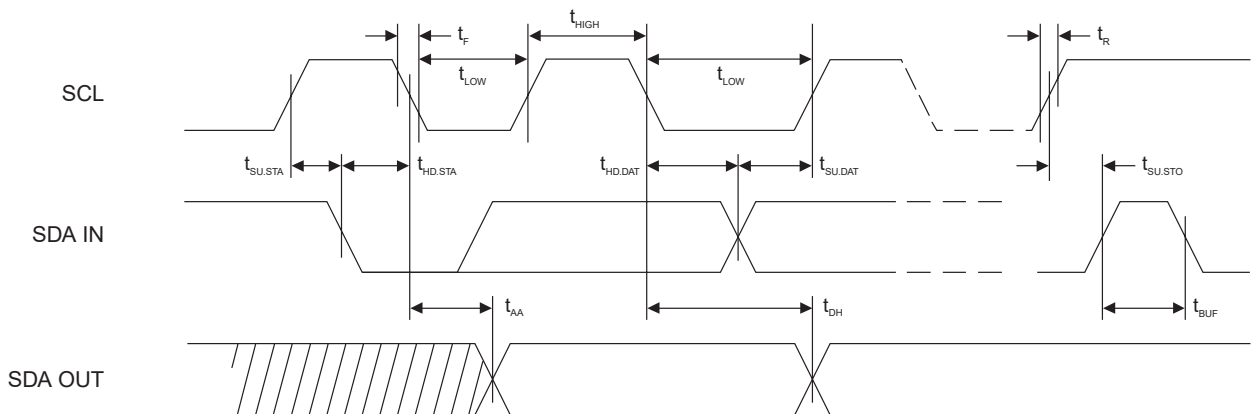 t_F
t_HIGH
t_R
t_LOW
t_LOW
SCL
t_SU.STA
t_HD.STA
t_HD.DAT
t_SU.DAT
t_SU.STO
SDA IN
t_AA
t_DH
t_BUF
SDA OUT